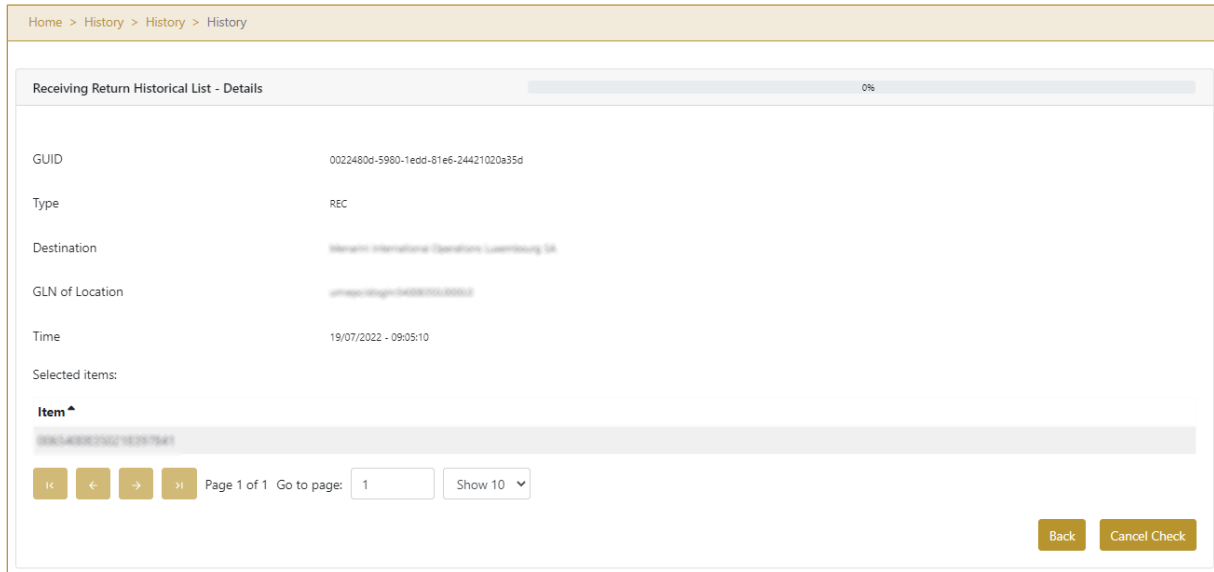 Home > History > History > History
Receiving Return Historical List - Details
0%
GUID 0022480d-5980-1edd-81e6-24421020a35d
Type REC
Destination
GLN of Location
Time 19/07/2022 - 09:05:10
Selected items:
Item
Page 1 of 1 Go to page: 1 Show 10
Back Cancel Check